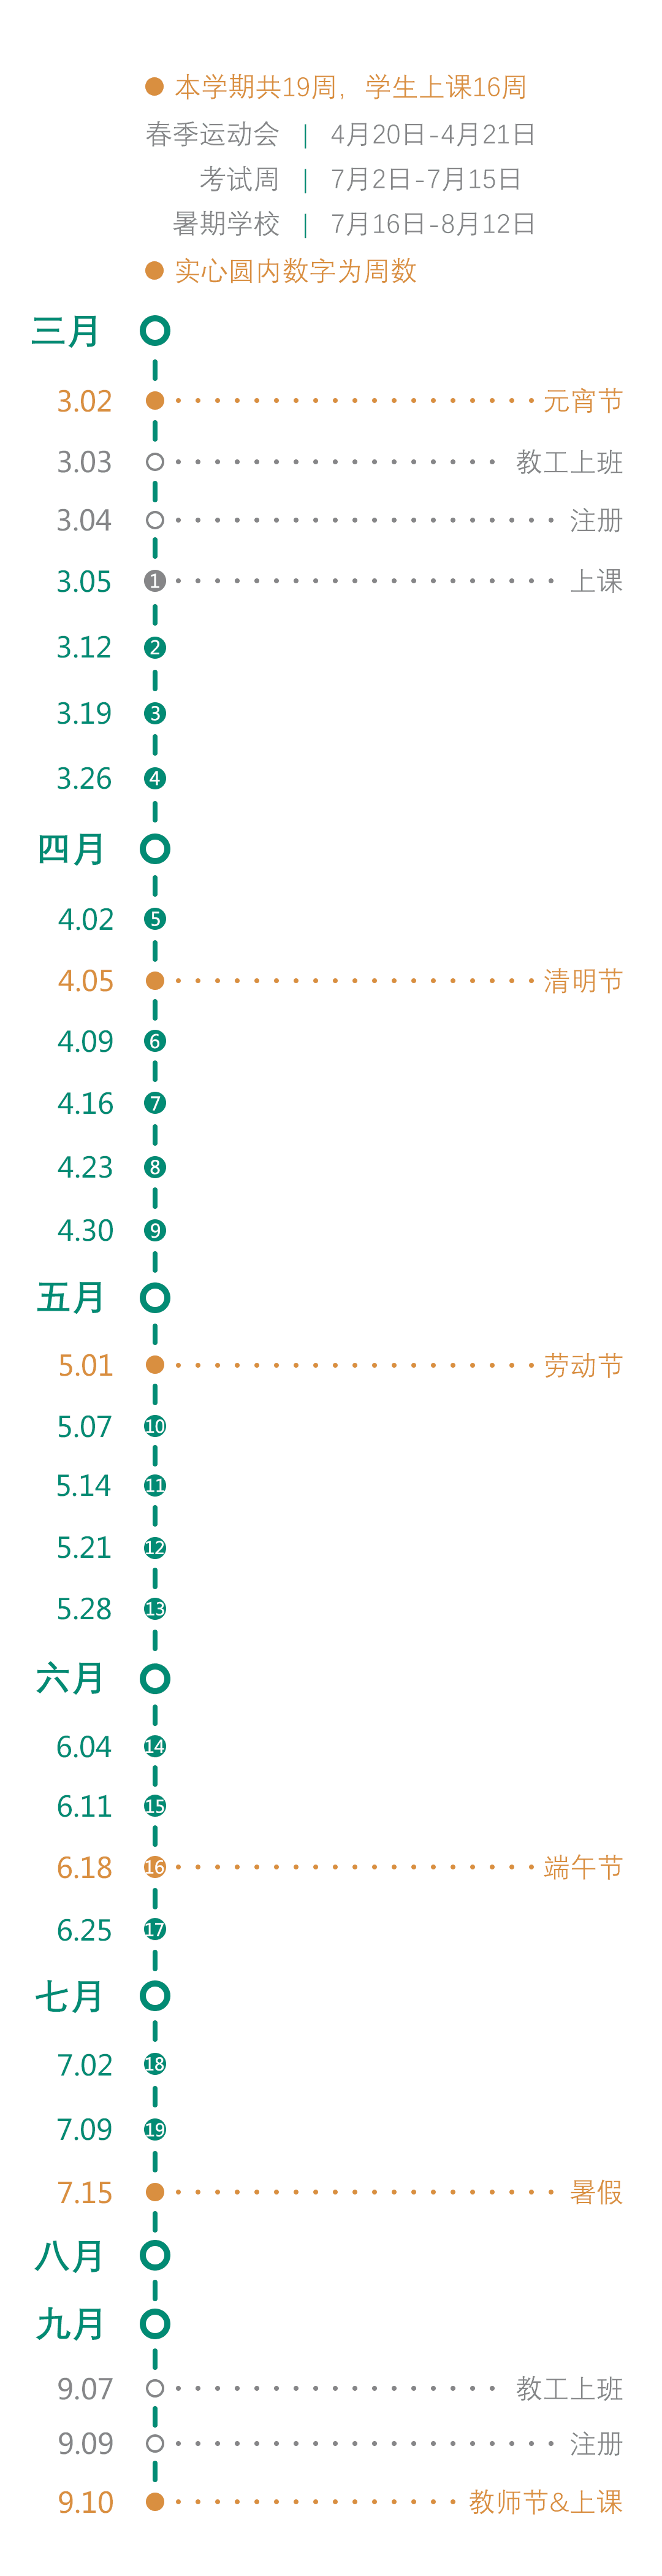 本学期共19周，学生上课16周
春季运动会 | 4月20日-4月21日
考试周 | 7月2日-7月15日
暑期学校 | 7月16日-8月12日
实心圆内数字为周数
三月
3.02 元宵节
3.03 教工上班
3.04 注册
3.05 1 上课
3.12 2
3.19 3
3.26 4
四月
4.02 5
4.05 清明节
4.09 6
4.16 7
4.23 8
4.30 9
五月
5.01 劳动节
5.07 10
5.14 11
5.21 12
5.28 13
六月
6.04 14
6.11 15
6.18 16 端午节
6.25 17
七月
7.02 18
7.09 19
7.15 暑假
八月
九月
9.07 教工上班
9.09 注册
9.10 教师节&上课